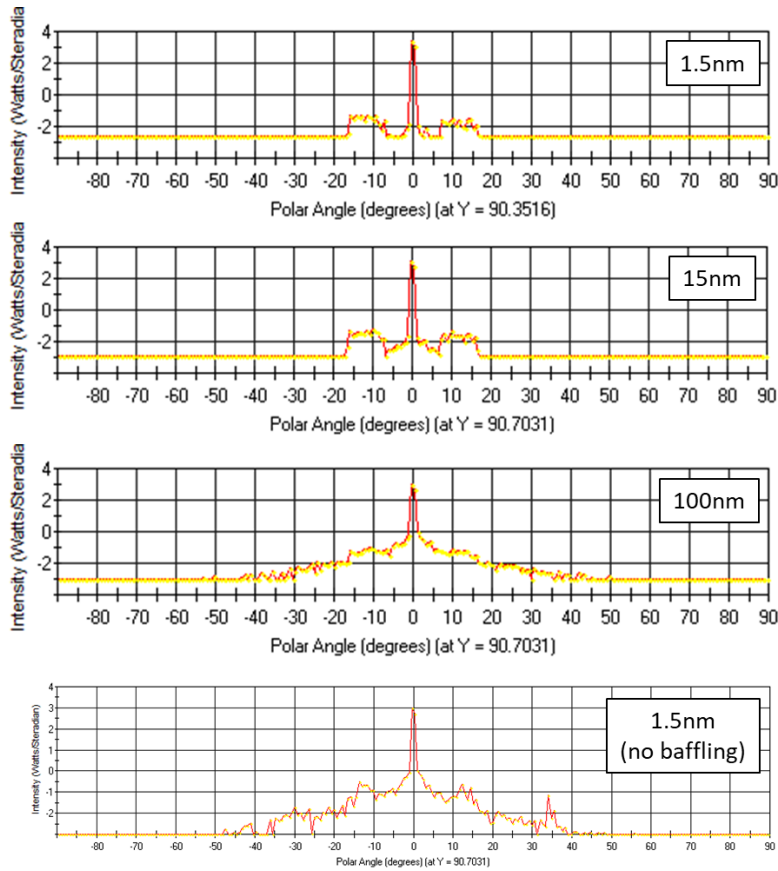 Intensity (Watts/Steradia
4
2
0
-2
1.5nm
-80 -70 -60 -50 -40 -30 -20 -10 0 10 20 30 40 50 60 70 80 90
Polar Angle (degrees) (at Y = 90.3516)
Intensity (Watts/Steradia
4
2
0
-2
15nm
-80 -70 -60 -50 -40 -30 -20 -10 0 10 20 30 40 50 60 70 80 90
Polar Angle (degrees) (at Y = 90.7031)
Intensity (Watts/Steradia
4
2
0
-2
100nm
-80 -70 -60 -50 -40 -30 -20 -10 0 10 20 30 40 50 60 70 80 90
Polar Angle (degrees) (at Y = 90.7031)
Intensity (Watts/Steradian)
4
3
2
1
0
-1
-2
1.5nm
(no baffling)
-80 -70 -60 -50 -40 -30 -20 -10 0 10 20 30 40 50 60 70 80 90
Polar Angle (degrees) (at Y = 90.7031)